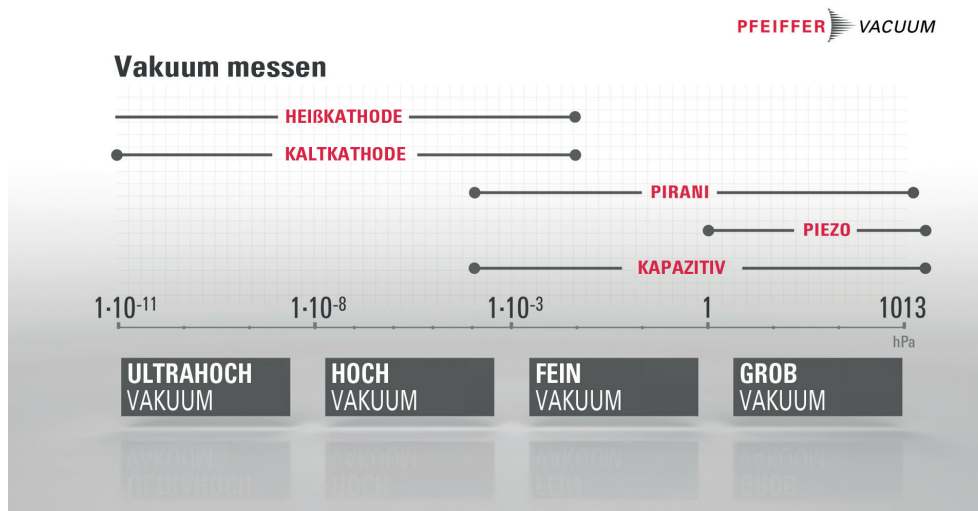 PFEIFFER VACUUM
Vakuum messen
HEIßKATHODE
KALTKATHODE
PIRANI
PIEZO
KAPAZITIV
1·10⁻¹¹ 1·10⁻⁸ 1·10⁻³ 1 1013
hPa
ULTRAHOCH HOCH FEIN GROB
VAKUUM VAKUUM VAKUUM VAKUUM